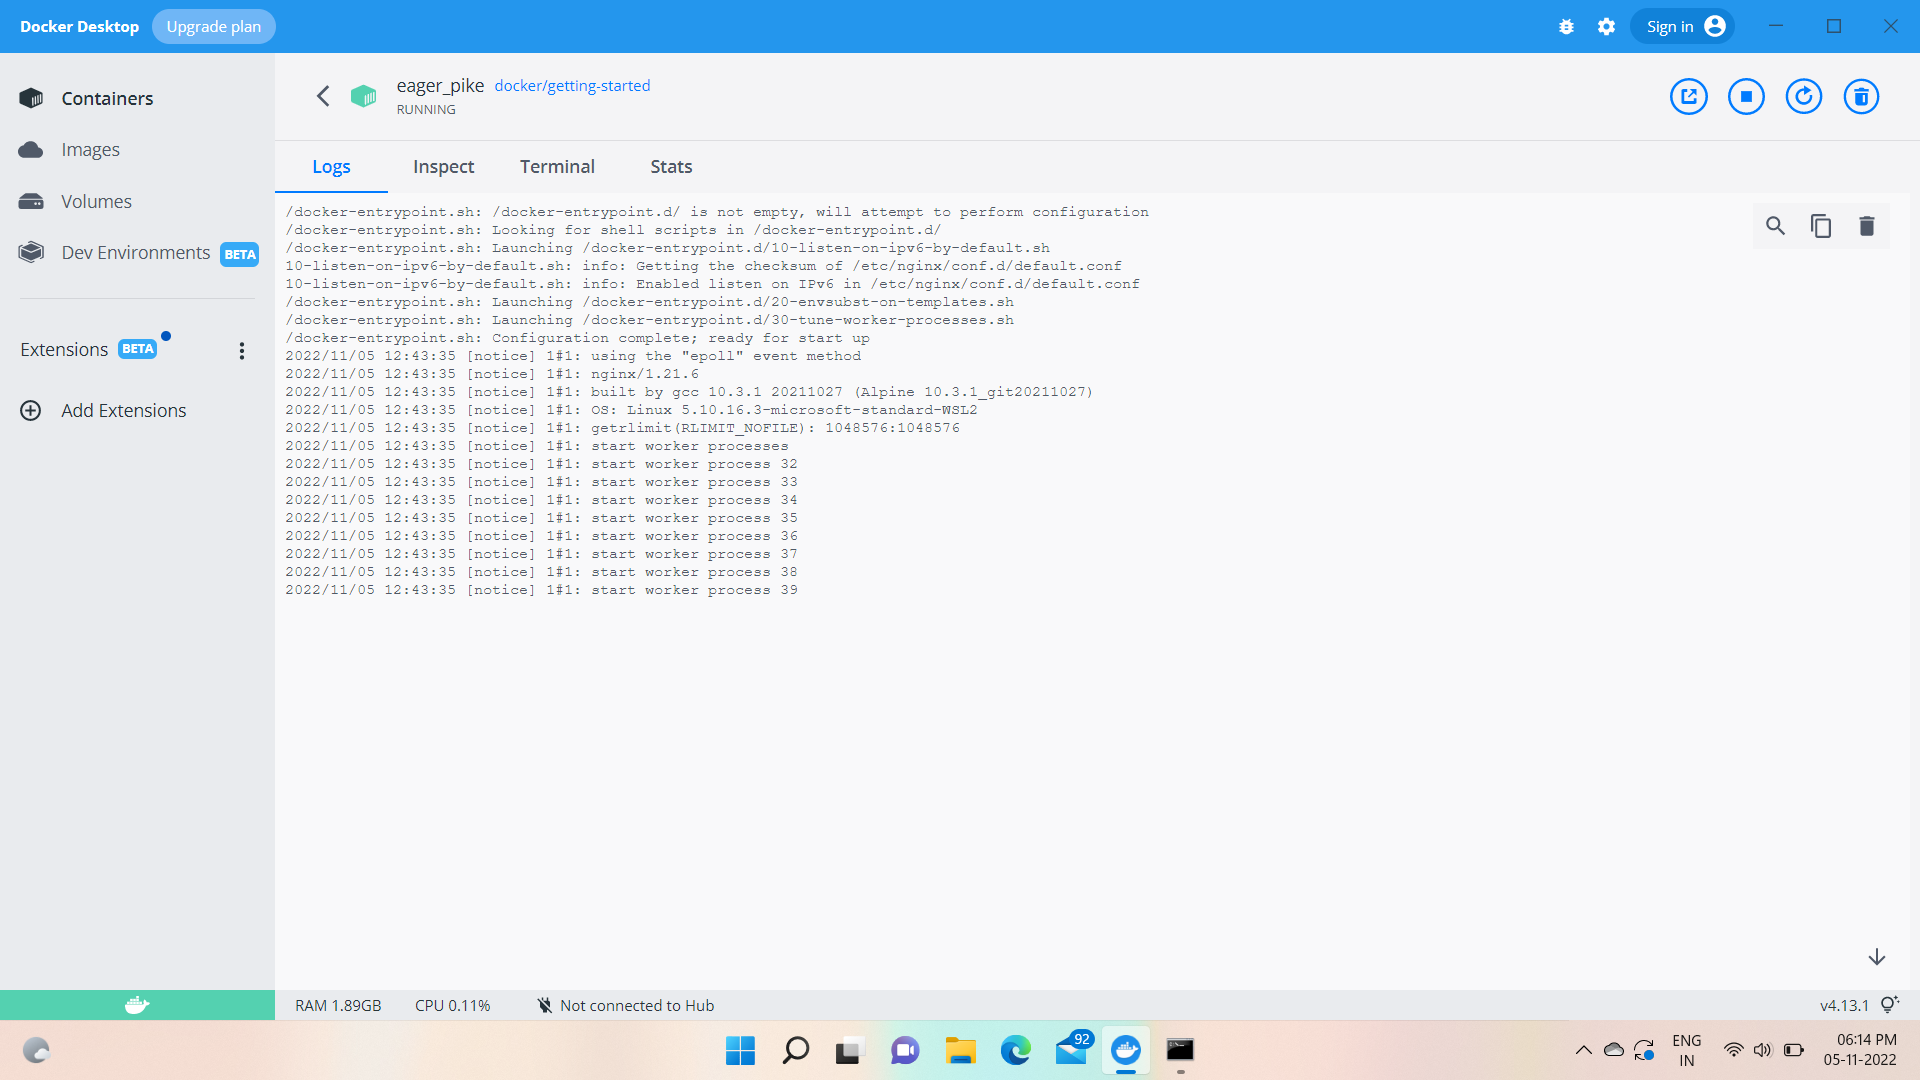 Docker Desktop Upgrade plan Sign in
Containers
Images
Volumes
Dev Environments BETA
Extensions BETA
Add Extensions
eager_pike docker/getting-started
RUNNING
Logs Inspect Terminal Stats
/docker-entrypoint.sh: /docker-entrypoint.d/ is not empty, will attempt to perform configuration
/docker-entrypoint.sh: Looking for shell scripts in /docker-entrypoint.d/
/docker-entrypoint.sh: Launching /docker-entrypoint.d/10-listen-on-ipv6-by-default.sh
10-listen-on-ipv6-by-default.sh: info: Getting the checksum of /etc/nginx/conf.d/default.conf
10-listen-on-ipv6-by-default.sh: info: Enabled listen on IPv6 in /etc/nginx/conf.d/default.conf
/docker-entrypoint.sh: Launching /docker-entrypoint.d/20-envsubst-on-templates.sh
/docker-entrypoint.sh: Launching /docker-entrypoint.d/30-tune-worker-processes.sh
/docker-entrypoint.sh: Configuration complete; ready for start up
2022/11/05 12:43:35 [notice] 1#1: using the "epoll" event method
2022/11/05 12:43:35 [notice] 1#1: nginx/1.21.6
2022/11/05 12:43:35 [notice] 1#1: built by gcc 10.3.1 20211027 (Alpine 10.3.1_git20211027)
2022/11/05 12:43:35 [notice] 1#1: OS: Linux 5.10.16.3-microsoft-standard-WSL2
2022/11/05 12:43:35 [notice] 1#1: getrlimit(RLIMIT_NOFILE): 1048576:1048576
2022/11/05 12:43:35 [notice] 1#1: start worker processes
2022/11/05 12:43:35 [notice] 1#1: start worker process 32
2022/11/05 12:43:35 [notice] 1#1: start worker process 33
2022/11/05 12:43:35 [notice] 1#1: start worker process 34
2022/11/05 12:43:35 [notice] 1#1: start worker process 35
2022/11/05 12:43:35 [notice] 1#1: start worker process 36
2022/11/05 12:43:35 [notice] 1#1: start worker process 37
2022/11/05 12:43:35 [notice] 1#1: start worker process 38
2022/11/05 12:43:35 [notice] 1#1: start worker process 39
RAM 1.89GB CPU 0.11% Not connected to Hub v4.13.1
92
ENG
IN
06:14 PM
05-11-2022